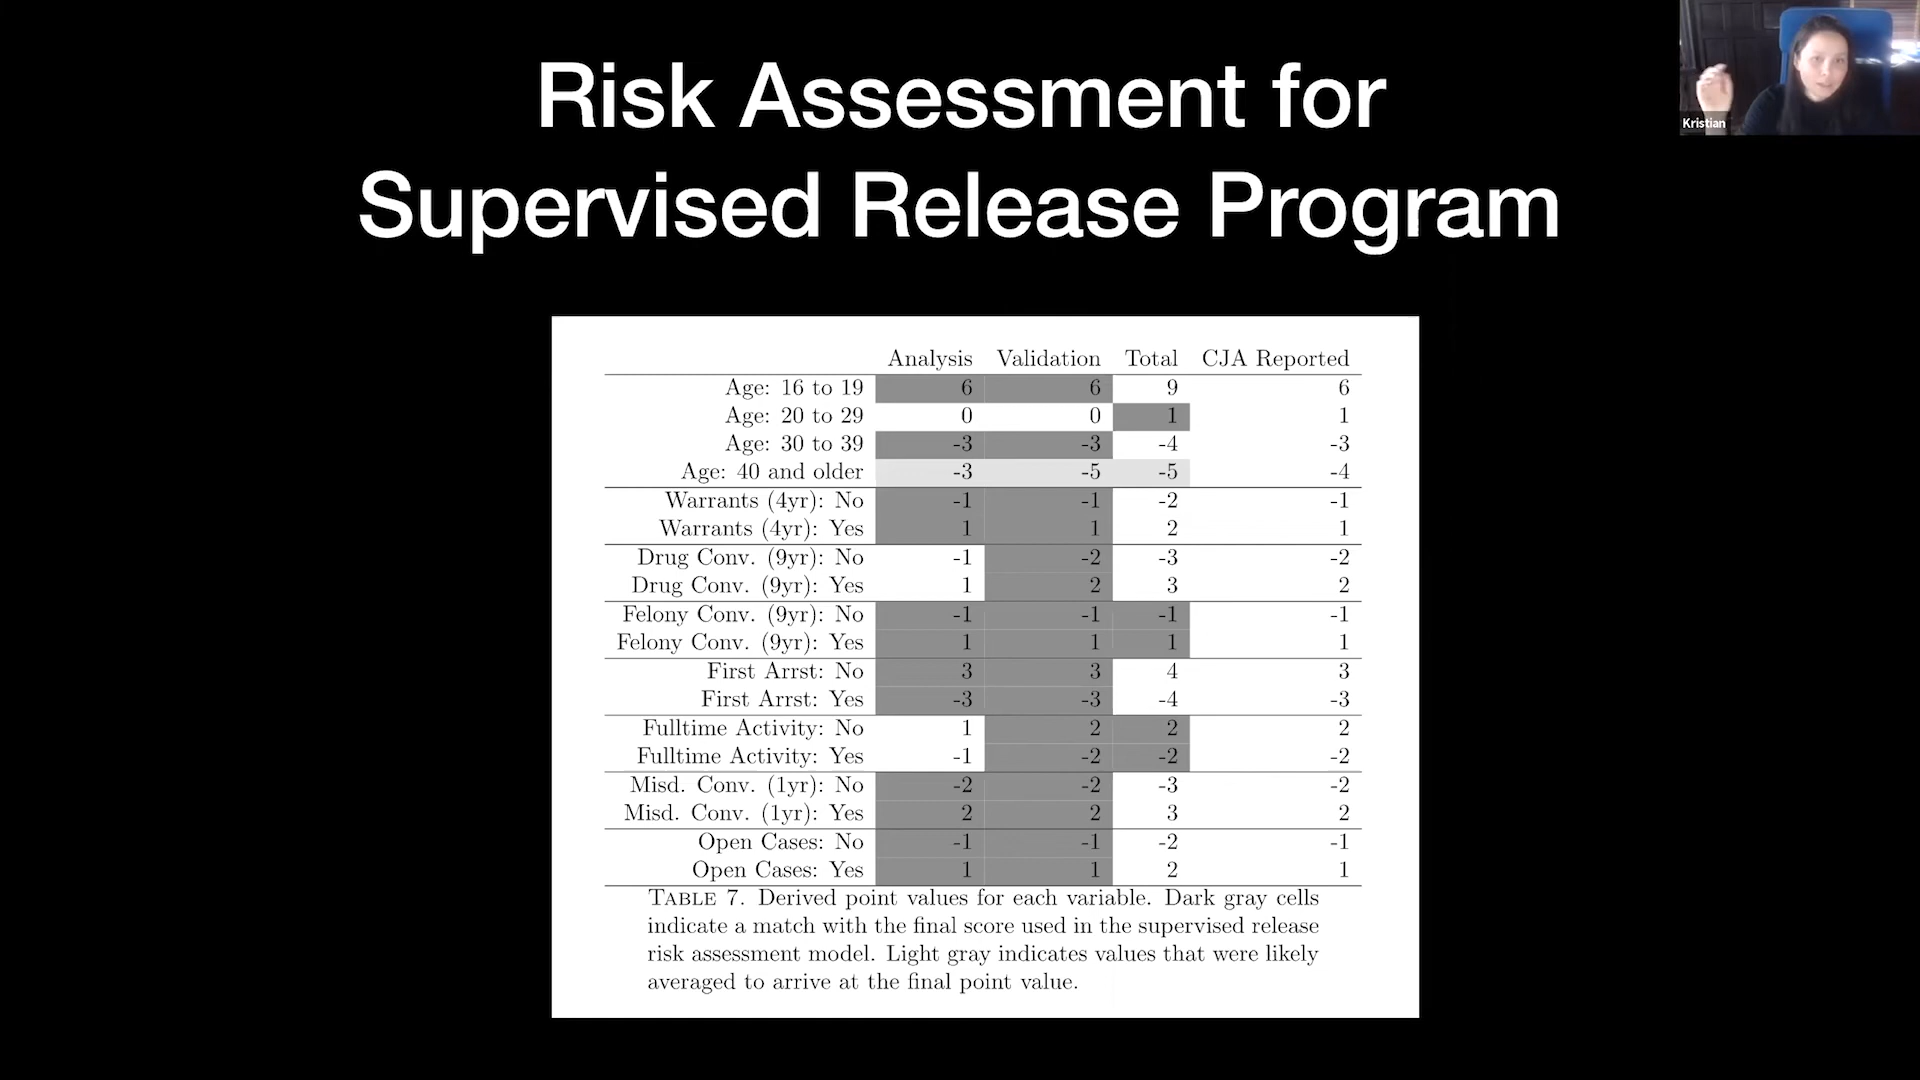 Risk Assessment for
Supervised Release Program
Kristian
Analysis Validation Total CJA Reported
Age: 16 to 19 6 6 9 6
Age: 20 to 29 0 0 1 1
Age: 30 to 39 -3 -3 -4 -3
Age: 40 and older -3 -5 -5 -4
Warrants (4yr): No -1 -1 -2 -1
Warrants (4yr): Yes 1 1 2 1
Drug Conv. (9yr): No -1 -2 -3 -2
Drug Conv. (9yr): Yes 1 2 3 2
Felony Conv. (9yr): No -1 -1 -1 -1
Felony Conv. (9yr): Yes 1 1 1 1
First Arrst: No 3 3 4 3
First Arrst: Yes -3 -3 -4 -3
Fulltime Activity: No 1 2 2 2
Fulltime Activity: Yes -1 -2 -2 -2
Misd. Conv. (1yr): No -2 -2 -3 -2
Misd. Conv. (1yr): Yes 2 2 3 2
Open Cases: No -1 -1 -2 -1
Open Cases: Yes 1 1 2 1
TABLE 7. Derived point values for each variable. Dark gray cells
indicate a match with the final score used in the supervised release
risk assessment model. Light gray indicates values that were likely
averaged to arrive at the final point value.